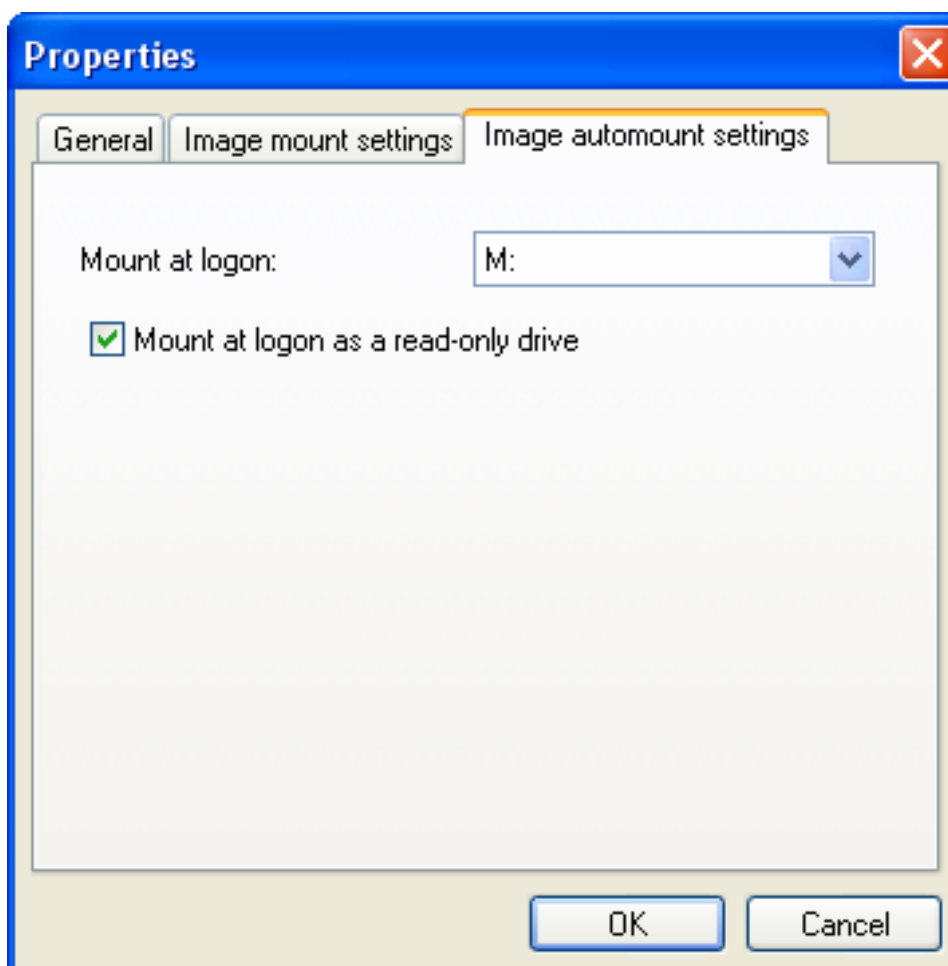 Properties
General Image mount settings Image automount settings
Mount at logon: M:
Mount at logon as a read-only drive
OK Cancel